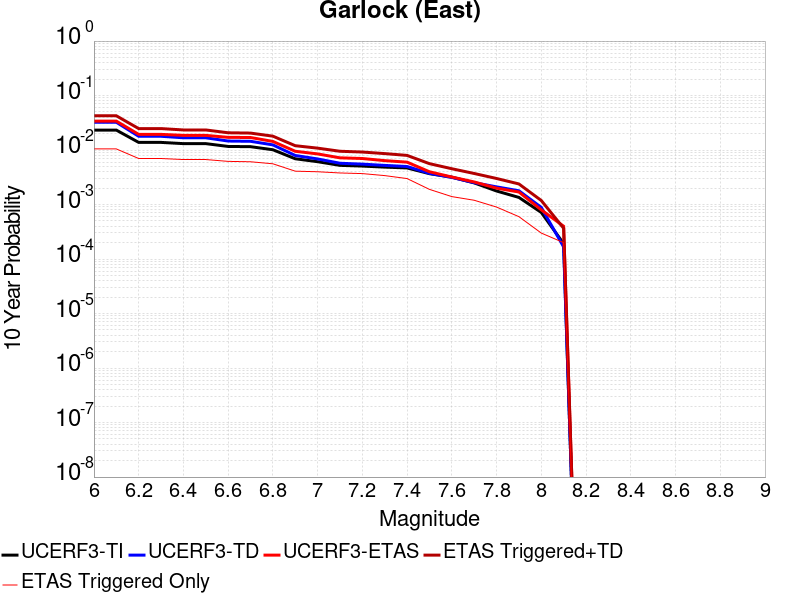 Garlock (East)
10 0
10 -1
10 -2
10 -3
10 -4
10 -5
10 -6
10 -7
10 -8
10 Year Probability
6 6.2 6.4 6.6 6.8 7 7.2 7.4 7.6 7.8 8 8.2 8.4 8.6 8.8 9
Magnitude
UCERF3-TI UCERF3-TD UCERF3-ETAS ETAS Triggered+TD
ETAS Triggered Only